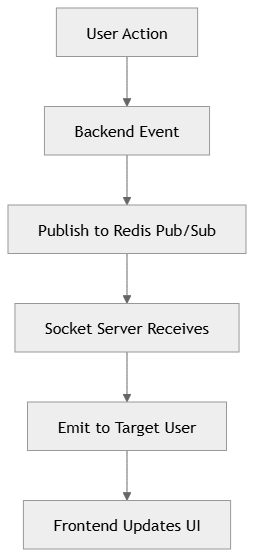 User Action
Backend Event
Publish to Redis Pub/Sub
Socket Server Receives
Emit to Target User
Frontend Updates UI